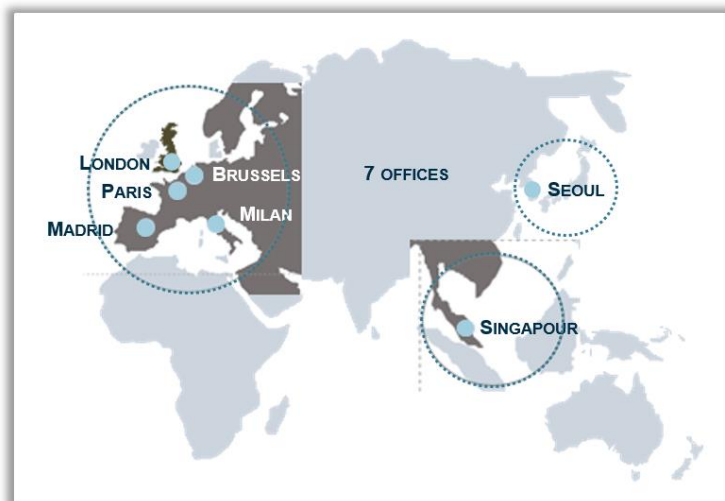 LONDON
BRUSSELS
PARIS
MADRID
MILAN
7 OFFICES
SEOUL
SINGAPOUR